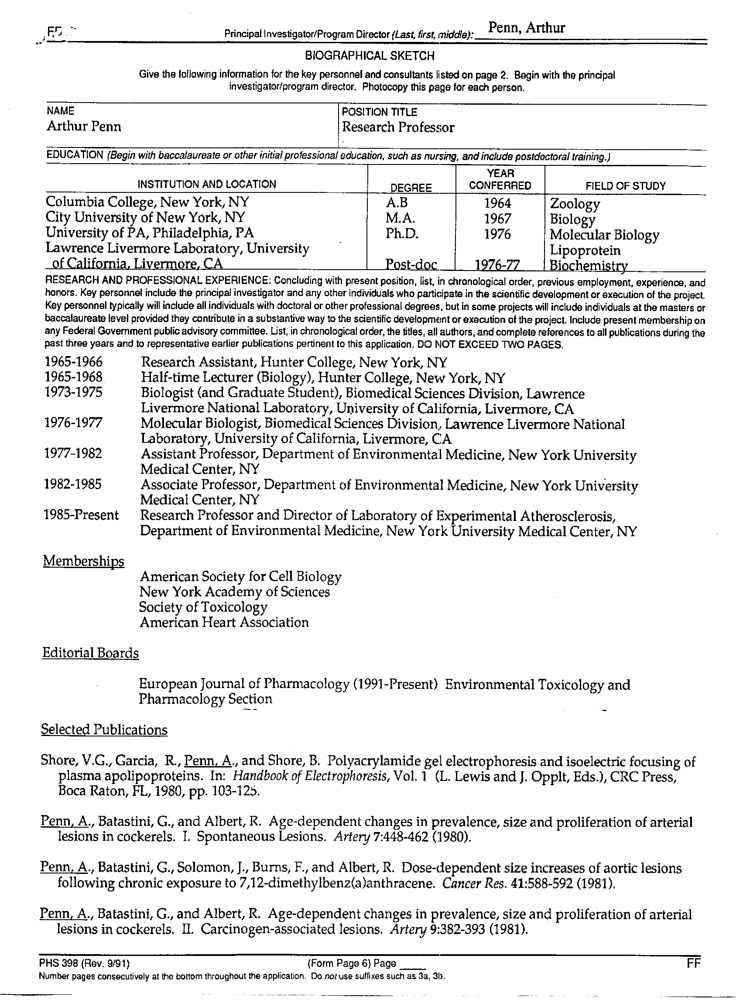 FF
Principal Investigator/Program Director (Last, first, middle): Penn, Arthur
BIOGRAPHICAL SKETCH
Give the following information for the key personnel and consultants listed on page 2. Begin with the principal
investigator/program director. Photocopy this page for each person.
NAME
Arthur Penn
POSITION TITLE
Research Professor
EDUCATION (Begin with baccalaureate or other initial professional education, such as nursing, and include postdoctoral training.)
INSTITUTION AND LOCATION DEGREE YEAR CONFERRED FIELD OF STUDY
Columbia College, New York, NY A.B 1964 Zoology
City University of New York, NY M.A. 1967 Biology
University of PA, Philadelphia, PA Ph.D. 1976 Molecular Biology
Lawrence Livermore Laboratory, University Lipoprotein
of California, Livermore, CA Post-doc 1976-77 Biochemistry
RESEARCH AND PROFESSIONAL EXPERIENCE: Concluding with present position, list, in chronological order, previous employment, experience, and
honors. Key personnel include the principal investigator and any other individuals who participate in the scientific development or execution of the project.
Key personnel typically will include all individuals with doctoral or other professional degrees, but in some projects will include individuals at the masters or
baccalaureate level provided they contribute in a substantive way to the scientific development or execution of the project. Include present membership on
any Federal Government public advisory committee. List, in chronological order, the titles, all authors, and complete references to all publications during the
past three years and to representative earlier publications pertinent to this application. DO NOT EXCEED TWO PAGES.
1965-1966 Research Assistant, Hunter College, New York, NY
1965-1968 Half-time Lecturer (Biology), Hunter College, New York, NY
1973-1975 Biologist (and Graduate Student), Biomedical Sciences Division, Lawrence
Livermore National Laboratory, University of California, Livermore, CA
1976-1977 Molecular Biologist, Biomedical Sciences Division, Lawrence Livermore National
Laboratory, University of California, Livermore, CA
1977-1982 Assistant Professor, Department of Environmental Medicine, New York University
Medical Center, NY
1982-1985 Associate Professor, Department of Environmental Medicine, New York University
Medical Center, NY
1985-Present Research Professor and Director of Laboratory of Experimental Atherosclerosis,
Department of Environmental Medicine, New York University Medical Center, NY
Memberships
American Society for Cell Biology
New York Academy of Sciences
Society of Toxicology
American Heart Association
Editorial Boards
European Journal of Pharmacology (1991-Present) Environmental Toxicology and
Pharmacology Section
Selected Publications
Shore, V.G., Garcia, R., Penn, A., and Shore, B. Polyacrylamide gel electrophoresis and isoelectric focusing of
plasma apolipoproteins. In: Handbook of Electrophoresis, Vol. 1 (L. Lewis and J. Opplt, Eds.), CRC Press,
Boca Raton, FL, 1980, pp. 103-125.
Penn, A., Batastini, G., and Albert, R. Age-dependent changes in prevalence, size and proliferation of arterial
lesions in cockerels. I. Spontaneous Lesions. Artery 7:448-462 (1980).
Penn, A., Batastini, G., Solomon, J., Burns, F., and Albert, R. Dose-dependent size increases of aortic lesions
following chronic exposure to 7,12-dimethylbenz(a)anthracene. Cancer Res. 41:588-592 (1981).
Penn, A., Batastini, G., and Albert, R. Age-dependent changes in prevalence, size and proliferation of arterial
lesions in cockerels. II. Carcinogen-associated lesions. Artery 9:382-393 (1981).
PHS 398 (Rev. 9/91) (Form Page 6) Page ____ FF
Number pages consecutively at the bottom throughout the application. Do not use suffixes such as 3a, 3b.